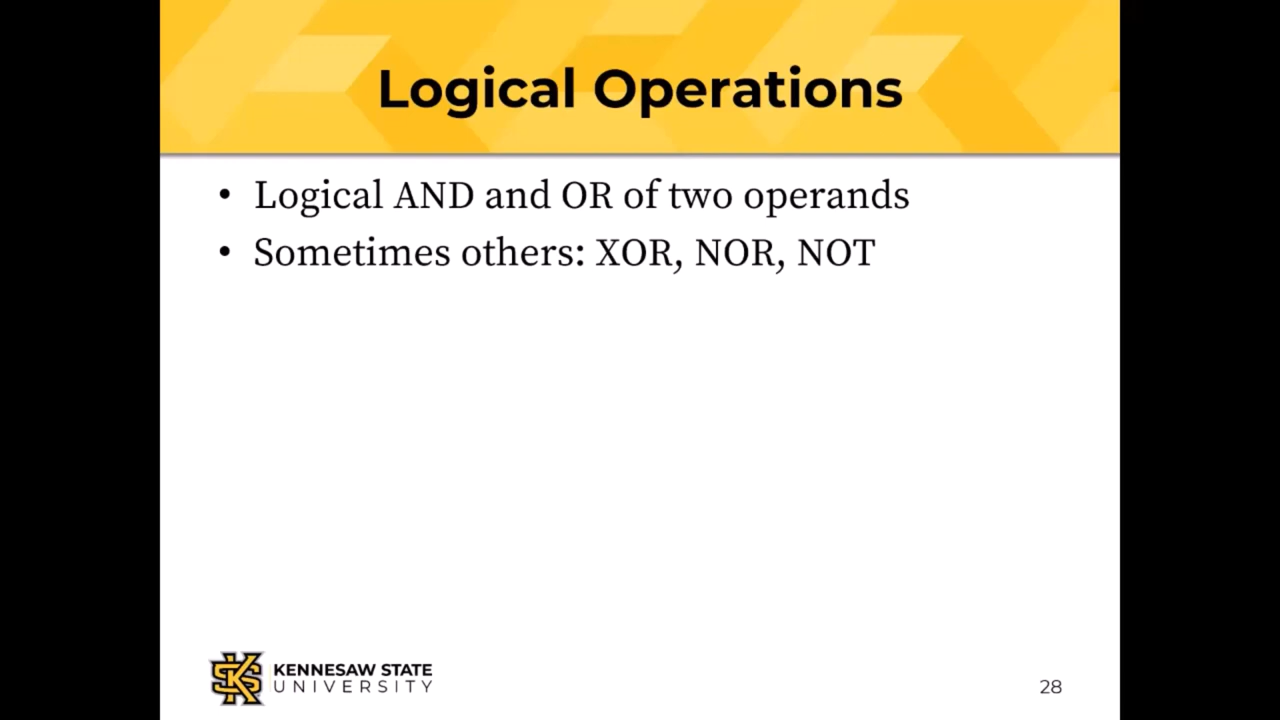 Logical Operations
• Logical AND and OR of two operands
• Sometimes others: XOR, NOR, NOT
KENNESAW STATE
UNIVERSITY
28